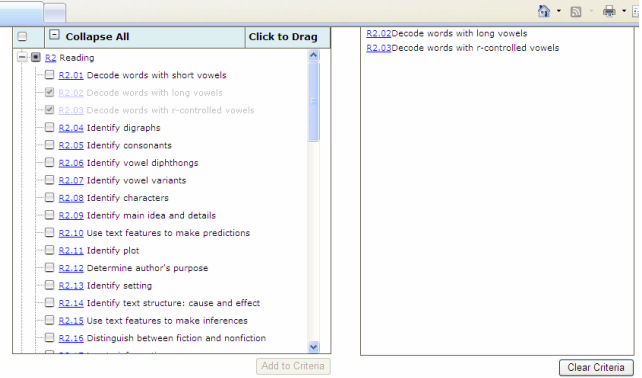 Collapse All Click to Drag
R2 Reading
R2.01 Decode words with short vowels
R2.02 Decode words with long vowels
R2.03 Decode words with r-controlled vowels
R2.04 Identify digraphs
R2.05 Identify consonants
R2.06 Identify vowel diphthongs
R2.07 Identify vowel variants
R2.08 Identify characters
R2.09 Identify main idea and details
R2.10 Use text features to make predictions
R2.11 Identify plot
R2.12 Determine author's purpose
R2.13 Identify setting
R2.14 Identify text structure: cause and effect
R2.15 Use text features to make inferences
R2.16 Distinguish between fiction and nonfiction
Add to Criteria
R2.02Decode words with long vowels
R2.03Decode words with r-controlled vowels
Clear Criteria